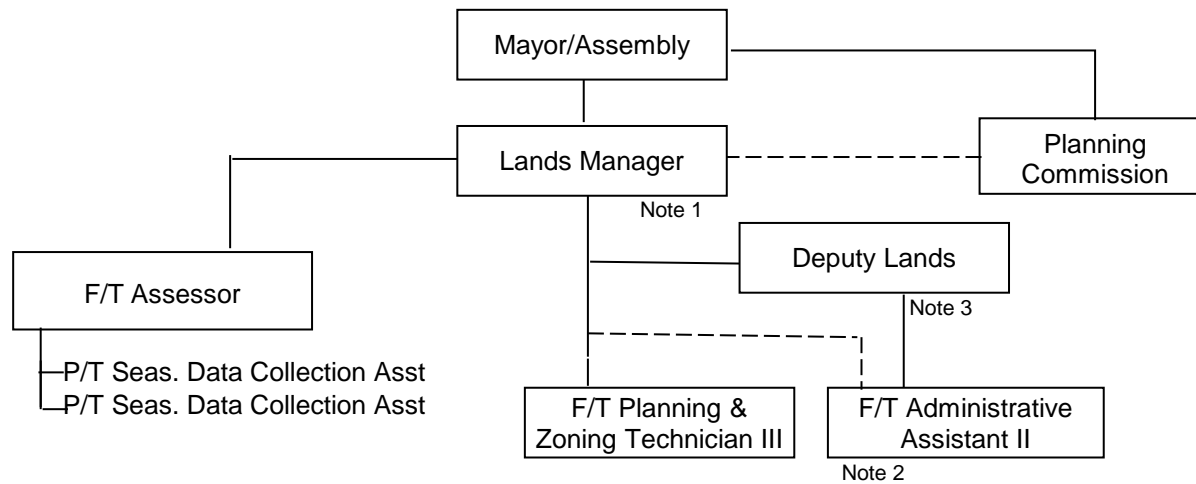 Mayor/Assembly
Planning
Commission
Lands Manager
Note 1
Deputy Lands
Note 3
F/T Assessor
P/T Seas. Data Collection Asst
P/T Seas. Data Collection Asst
F/T Planning &
Zoning Technician III
F/T Administrative
Assistant II
Note 2